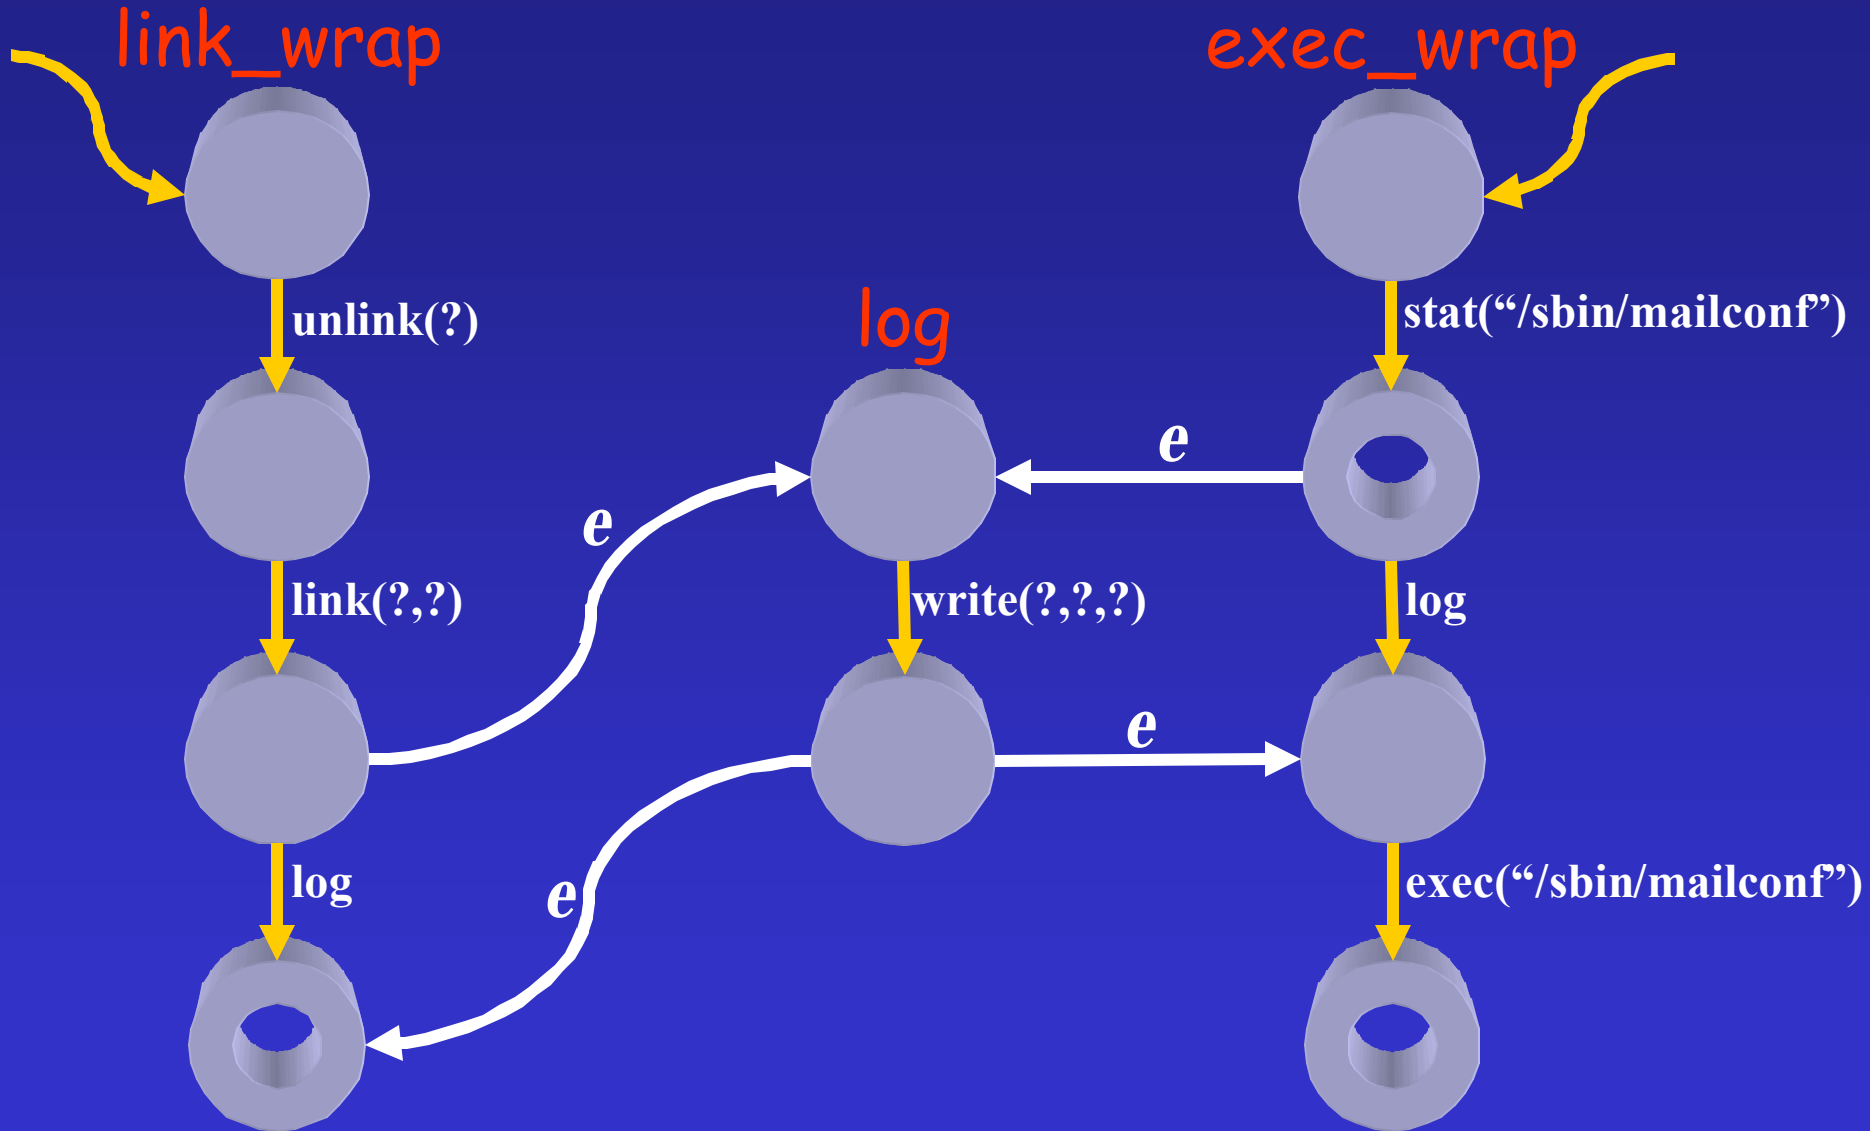 link_wrap
exec_wrap
unlink(?)
log
stat(“/sbin/mailconf”)
e
e
link(?,?)
write(?,?,?)
log
e
log
e
exec(“/sbin/mailconf”)